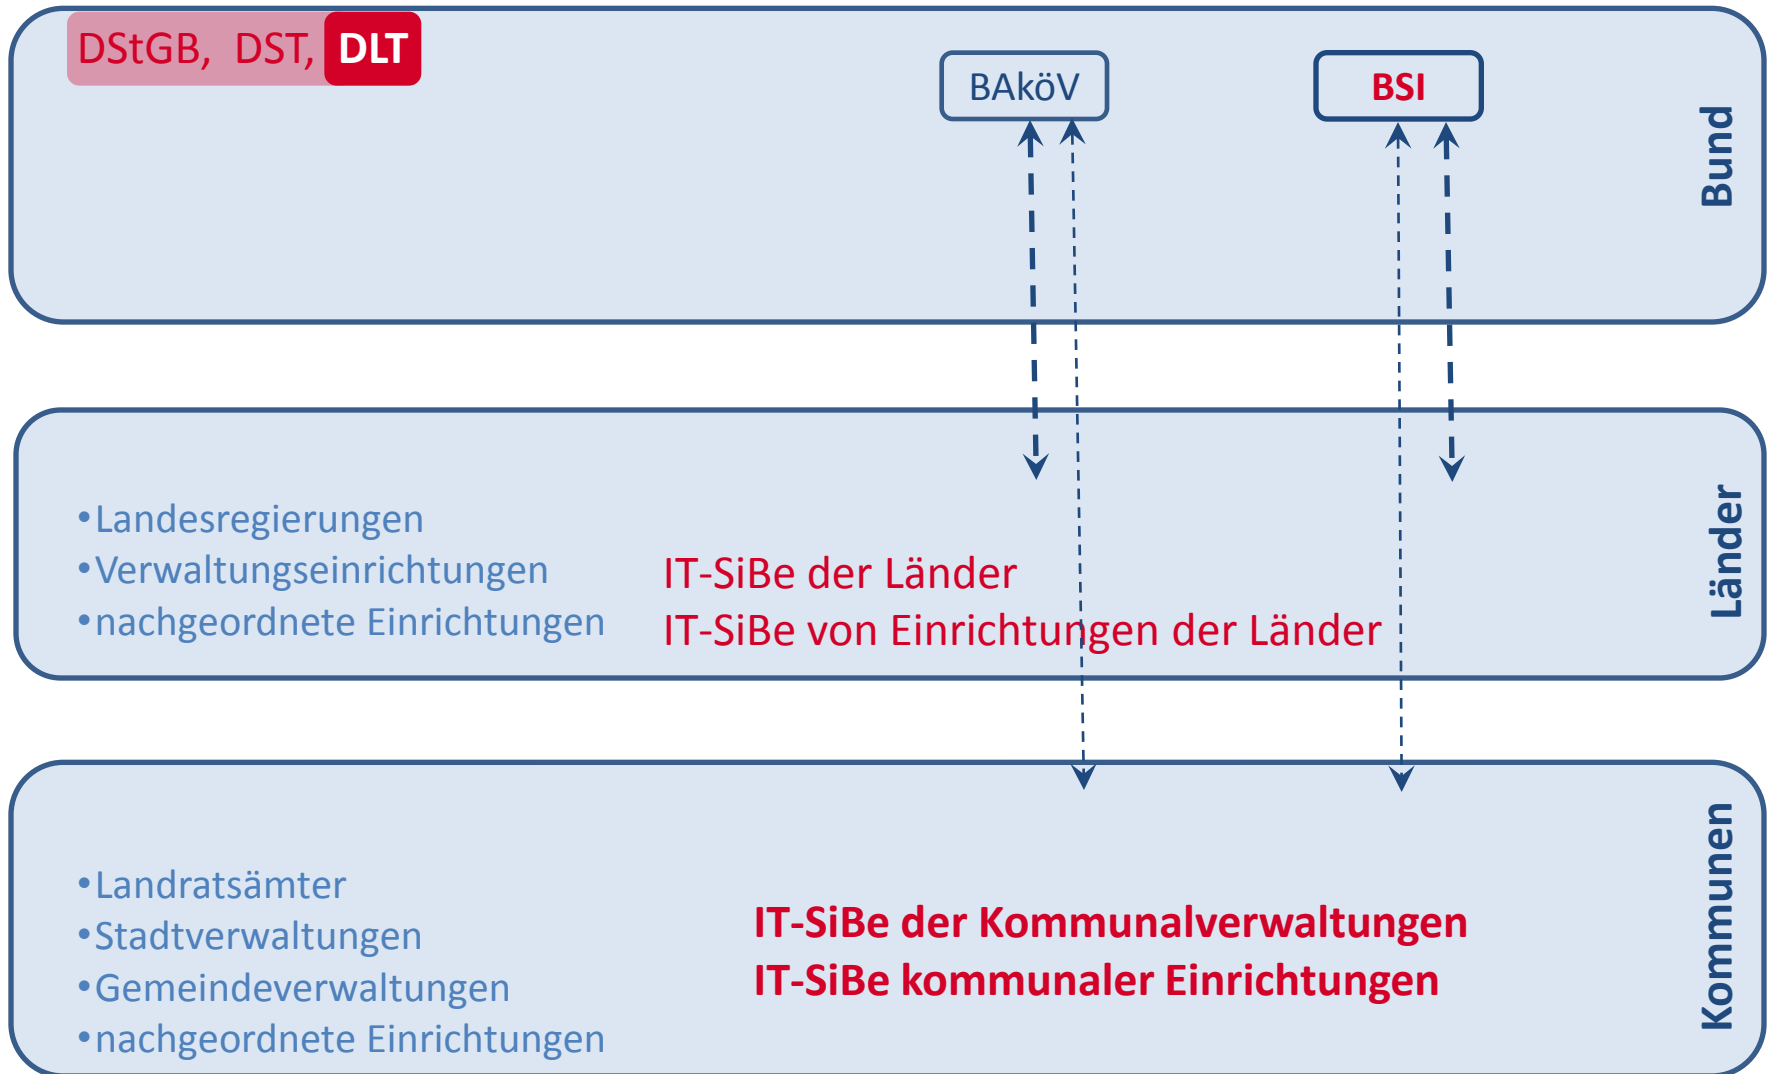 DStGB, DST, DLT
BAköV
BSI
Bund
•Landesregierungen
•Verwaltungseinrichtungen
•nachgeordnete Einrichtungen
IT-SiBe der Länder
IT-SiBe von Einrichtungen der Länder
Länder
•Landratsämter
•Stadtverwaltungen
•Gemeindeverwaltungen
•nachgeordnete Einrichtungen
IT-SiBe der Kommunalverwaltungen
IT-SiBe kommunaler Einrichtungen
Kommunen